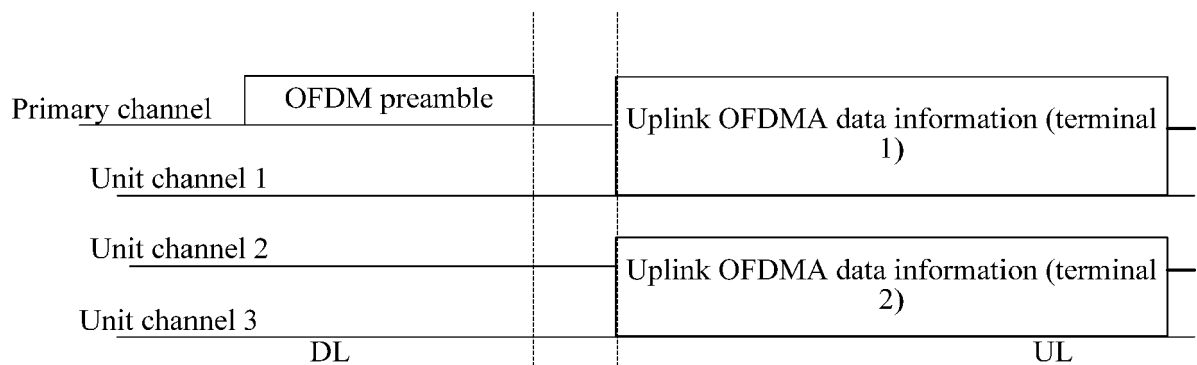 OFDM preamble
Primary channel
Uplink OFDMA data information (terminal
1)
Unit channel 1
Unit channel 2
Uplink OFDMA data information (terminal
2)
Unit channel 3
DL
UL